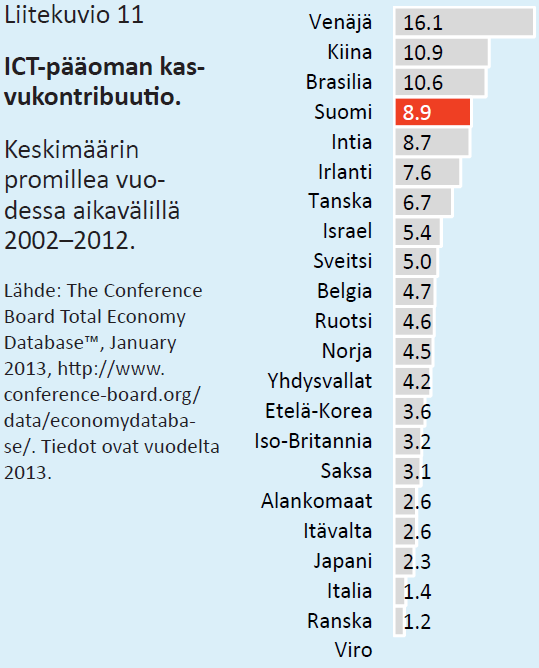 Liitekuvio 11
ICT-pääoman kas-
vukontribuutio.
Keskimäärin
promillea vuo-
dessa aikavälillä
2002–2012.
Lähde: The Conference
Board Total Economy
Database™, January
2013, http://www.
conference-board.org/
data/economydataba-
se/. Tiedot ovat vuodelta
2013.
Venäjä 16.1
Kiina 10.9
Brasilia 10.6
Suomi 8.9
Intia 8.7
Irlanti 7.6
Tanska 6.7
Israel 5.4
Sveitsi 5.0
Belgia 4.7
Ruotsi 4.6
Norja 4.5
Yhdysvallat 4.2
Etelä-Korea 3.6
Iso-Britannia 3.2
Saksa 3.1
Alankomaat 2.6
Itävalta 2.6
Japani 2.3
Italia 1.4
Ranska 1.2
Viro